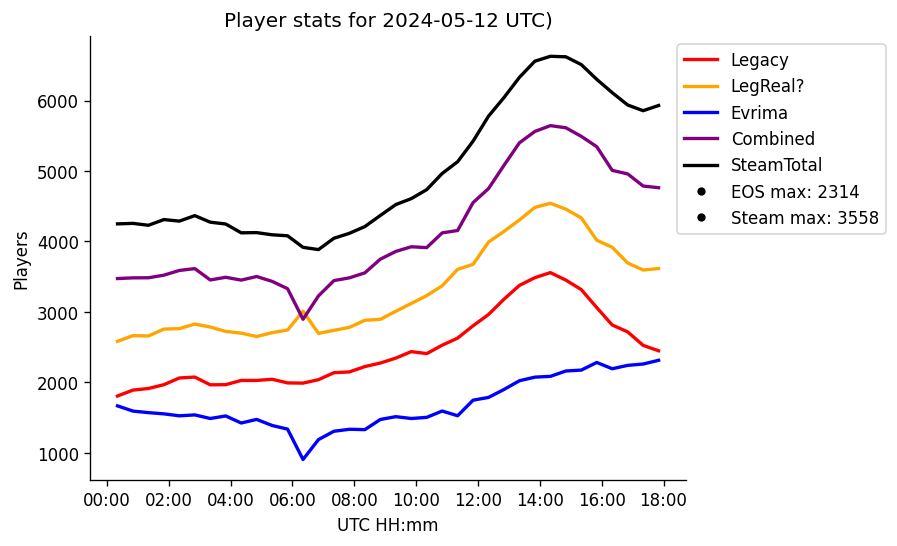 Player stats for 2024-05-12 UTC)
Legacy
LegReal?
Evrima
Combined
SteamTotal
EOS max: 2314
Steam max: 3558
Players
6000
5000
4000
3000
2000
1000
00:00 02:00 04:00 06:00 08:00 10:00 12:00 14:00 16:00 18:00
UTC HH:mm